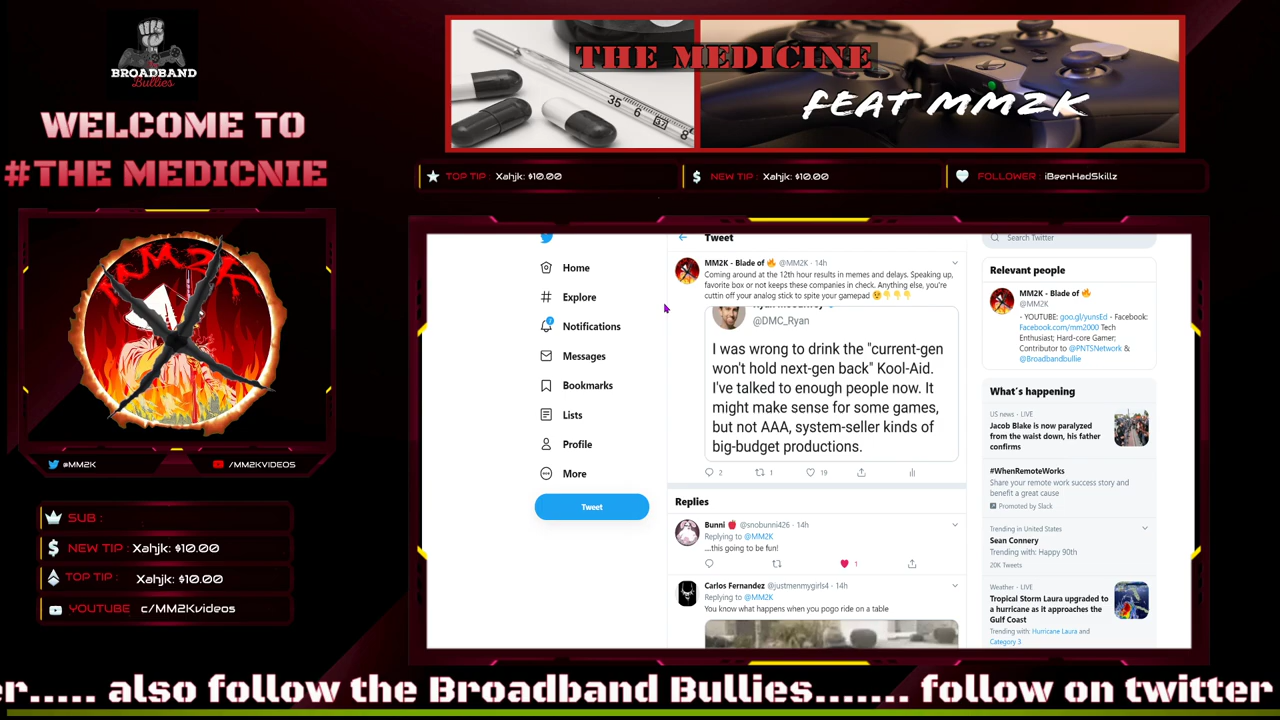 BROADBAND
Bullies
WELCOME TO
#THE MEDICNIE
THE MEDICINE
FEAT MM2K
35 6 37 8
TOP TIP : Xahjk: $10.00
$ NEW TIP : Xahjk: $10.00
FOLLOWER : iBeenHadSkillz
MM2K
@MM2K
/MM2KVIDEOS
SUB :
$ NEW TIP : Xahjk: $10.00
TOP TIP : Xahjk: $10.00
YOUTUBE c/MM2Kvideos
Home
# Explore
Notifications
Messages
Bookmarks
Lists
Profile
More
Tweet
← Tweet
MM2K - Blade of 🔥 @MM2K · 14h
Coming around at the 12th hour results in memes and delays. Speaking up,
favorite box or not keeps these companies in check. Anything else, you're
cuttin off your analog stick to spite your gamepad 😉👇👇👇
@DMC_Ryan
I was wrong to drink the "current-gen
won't hold next-gen back" Kool-Aid.
I've talked to enough people now. It
might make sense for some games,
but not AAA, system-seller kinds of
big-budget productions.
2 1 19
Replies
Bunni 🍎 @snobunni426 · 14h
Replying to @MM2K
....this going to be fun!
1
Carlos Fernandez @justmenmygirls4 · 14h
Replying to @MM2K
You know what happens when you pogo ride on a table
Search Twitter
Relevant people
MM2K - Blade of 🔥
@MM2K
- YOUTUBE: goo.gl/yunsEd - Facebook:
Facebook.com/mm2000 Tech
Enthusiast; Hard-core Gamer;
Contributor to @PNTSNetwork &
@Broadbandbullie
What's happening
US news · LIVE
Jacob Blake is now paralyzed
from the waist down, his father
confirms
#WhenRemoteWorks
Share your remote work success story and
benefit a great cause
Promoted by Slack
Trending in United States
Sean Connery
Trending with: Happy 90th
20K Tweets
Weather · LIVE
Tropical Storm Laura upgraded to
a hurricane as it approaches the
Gulf Coast
Trending with: Hurricane Laura and
Category 3
er..... also follow the Broadband Bullies....... follow on twitter